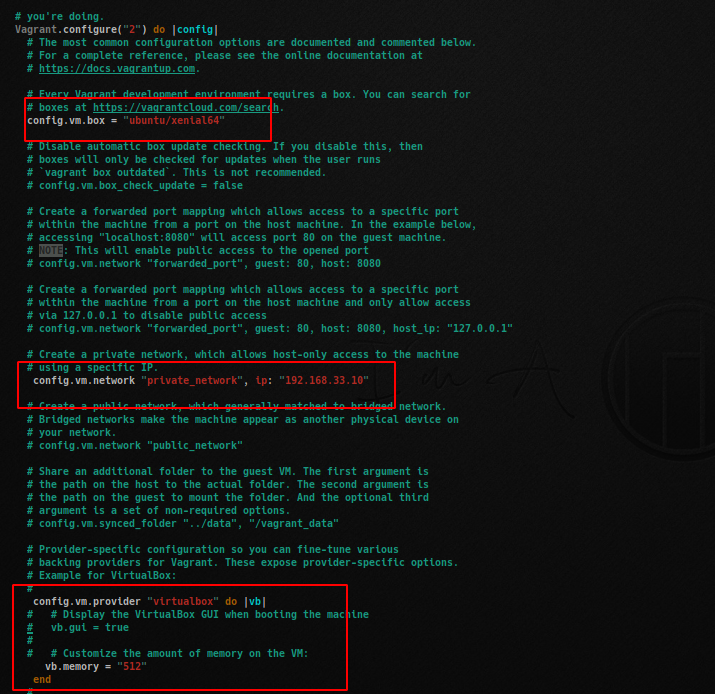 # you're doing.
Vagrant.configure("2") do |config|
# The most common configuration options are documented and commented below.
# For a complete reference, please see the online documentation at
# https://docs.vagrantup.com.
# Every Vagrant development environment requires a box. You can search for
# boxes at https://vagrantcloud.com/search.
config.vm.box = "ubuntu/xenial64"
# Disable automatic box update checking. If you disable this, then
# boxes will only be checked for updates when the user runs
# `vagrant box outdated`. This is not recommended.
# config.vm.box_check_update = false
# Create a forwarded port mapping which allows access to a specific port
# within the machine from a port on the host machine. In the example below,
# accessing "localhost:8080" will access port 80 on the guest machine.
# NOTE: This will enable public access to the opened port
# config.vm.network "forwarded_port", guest: 80, host: 8080
# Create a forwarded port mapping which allows access to a specific port
# within the machine from a port on the host machine and only allow access
# via 127.0.0.1 to disable public access
# config.vm.network "forwarded_port", guest: 80, host: 8080, host_ip: "127.0.0.1"
# Create a private network, which allows host-only access to the machine
# using a specific IP.
config.vm.network "private_network", ip: "192.168.33.10"
# Create a public network, which generally matched to bridged network.
# Bridged networks make the machine appear as another physical device on
# your network.
# config.vm.network "public_network"
# Share an additional folder to the guest VM. The first argument is
# the path on the host to the actual folder. The second argument is
# the path on the guest to mount the folder. And the optional third
# argument is a set of non-required options.
# config.vm.synced_folder "../data", "/vagrant_data"
# Provider-specific configuration so you can fine-tune various
# backing providers for Vagrant. These expose provider-specific options.
# Example for VirtualBox:
#
config.vm.provider "virtualbox" do |vb|
#   # Display the VirtualBox GUI when booting the machine
#   vb.gui = true
#
#   # Customize the amount of memory on the VM:
vb.memory = "512"
end
#